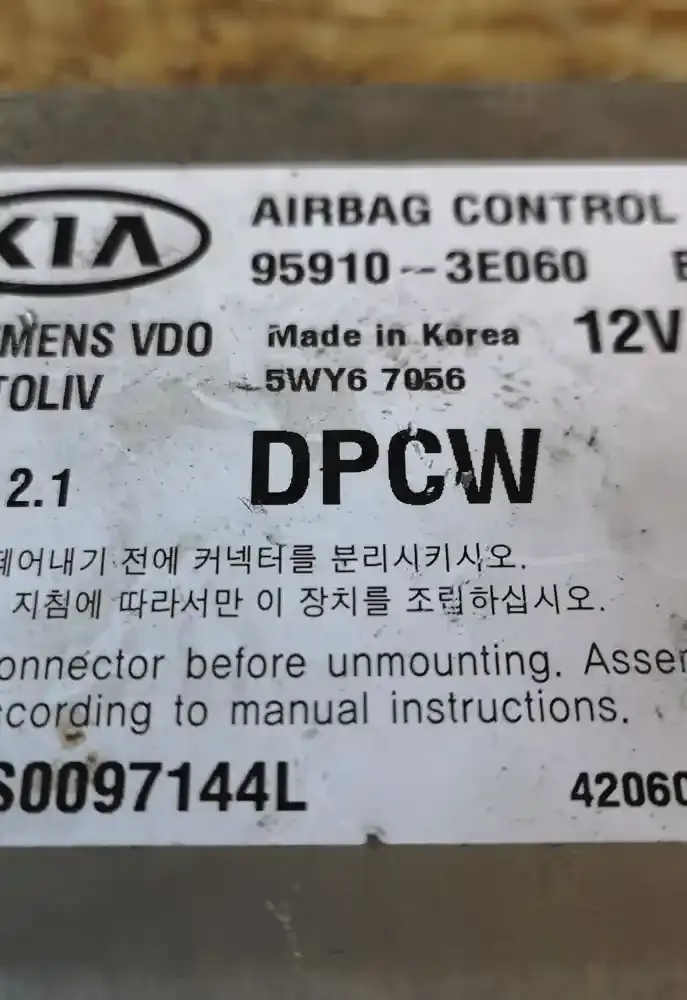 KIA
AIRBAG CONTROL
95910--3E060
MENS VDO
Made in Korea
12V
TOLIV
5WY6 7056
2.1
DPCW
떼어내기 전에 커넥터를 분리시키시오.
지침에 따라서만 이 장치를 조립하십시오.
onnector before unmounting. Assem
cording to manual instructions.
S0097144L
42060